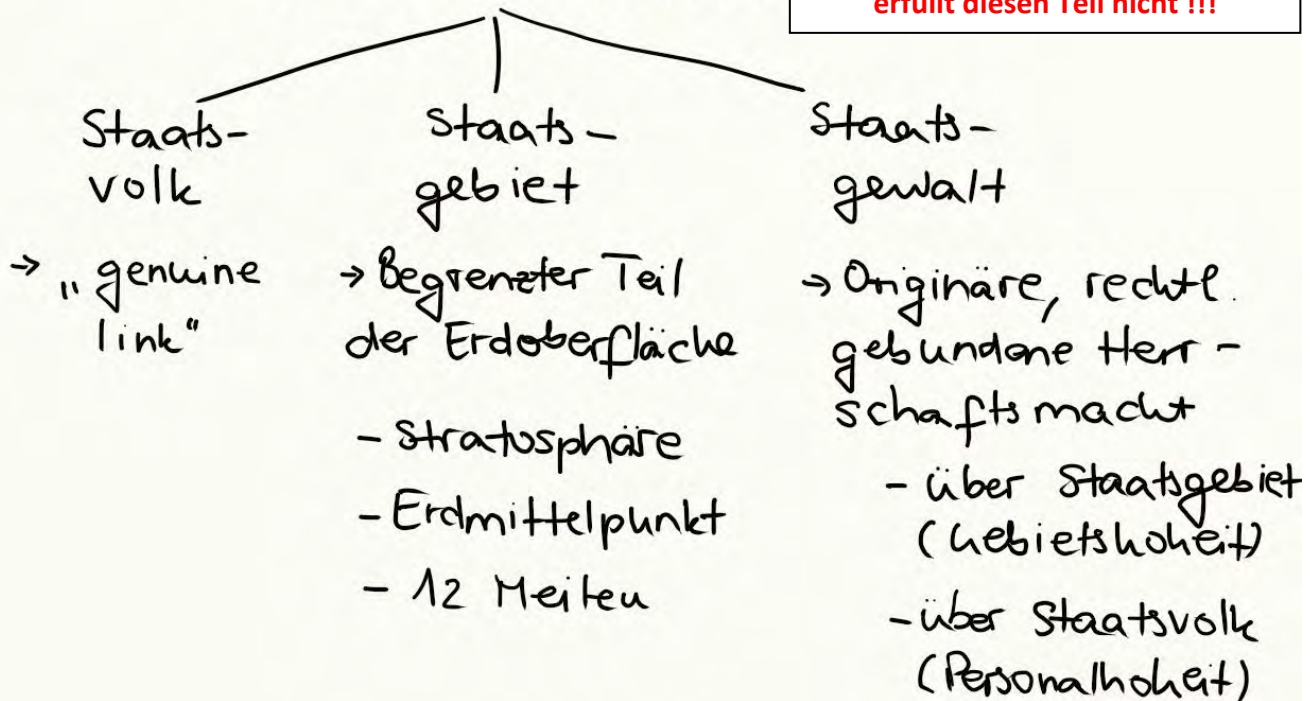 erfüllt diesen Teil nicht !!!
Staats-
volk
→ „genuine
link“
Staats-
gebiet
→ Begrenzter Teil
der Erdoberfläche
- Stratosphäre
- Erdmittelpunkt
- 12 Meilen
Staats-
gewalt
→ Originäre, rechtl.
gebundene Herr-
schaftsmacht
- über Staatsgebiet
(Gebietshoheit)
- über Staatsvolk
(Personalhoheit)